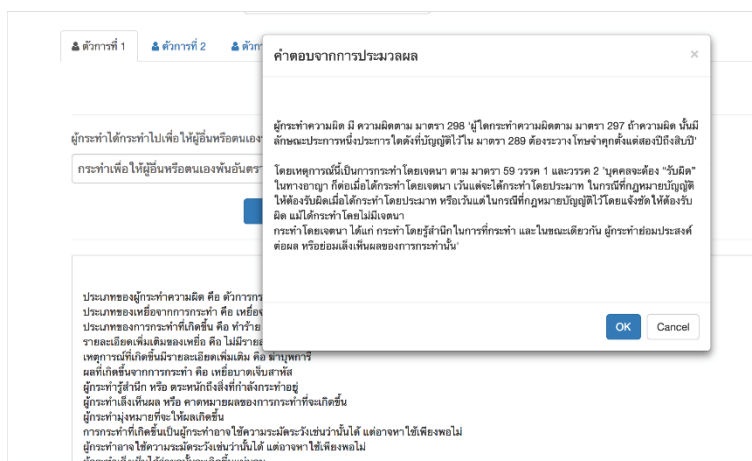 ตัวการที่ 1
ตัวการที่ 2
ตัวกา
คำตอบจากการประมวลผล
×
ผู้กระทำได้กระทำไปเพื่อให้ผู้อื่นหรือตนเอง
กระทำเพื่อให้ผู้อื่นหรือตนเองพ้นอันตรา
ผู้กระทำความผิด มี ความผิดตาม มาตรา 298 'ผู้ใดกระทำความผิดตาม มาตรา 297 ถ้าความผิด นั้นมี
ลักษณะประการหนึ่งประการใดดังที่บัญญัติไว้ใน มาตรา 289 ต้องระวางโทษจำคุกตั้งแต่สองปีถึงสิบปี'
โดยเหตุการณ์นี้เป็นการกระทำโดยเจตนา ตาม มาตรา 59 วรรค 1 และวรรค 2 'บุคคลจะต้อง "รับผิด"
ในทางอาญา ก็ต่อเมื่อได้กระทำโดยเจตนา เว้นแต่จะได้กระทำโดยประมาท ในกรณีที่กฎหมายบัญญัติ
ให้ต้องรับผิดเมื่อได้กระทำโดยประมาท หรือเว้นแต่ในกรณีที่กฎหมายบัญญัติไว้โดยแจ้งชัดให้ต้องรับ
ผิด แม้ได้กระทำโดยไม่มีเจตนา
กระทำโดยเจตนา ได้แก่ กระทำโดยรู้สำนึกในการที่กระทำ และในขณะเดียวกัน ผู้กระทำย่อมประสงค์
ต่อผล หรือย่อมเล็งเห็นผลของการกระทำนั้น'
OK
Cancel
ประเภทของผู้กระทำความผิด คือ ตัวการกร
ประเภทของเหยื่อจากการกระทำ คือ เหยื่อ
ประเภทของการกระทำที่เกิดขึ้น คือ ทำร้าย
รายละเอียดเพิ่มเติมของเหยื่อ คือ ไม่มีราย
เหตุการณ์ที่เกิดขึ้นมีรายละเอียดเพิ่มเติม คือ ฆ่าบุพการี
ผลที่เกิดขึ้นจากการกระทำ คือ เหยื่อบาดเจ็บสาหัส
ผู้กระทำรู้สำนึก หรือ ตระหนักถึงสิ่งที่กำลังกระทำอยู่
ผู้กระทำเล็งเห็นผล หรือ คาดหมายผลของการกระทำที่จะเกิดขึ้น
ผู้กระทำมุ่งหมายที่จะให้ผลเกิดขึ้น
การกระทำที่เกิดขึ้นเป็นผู้กระทำอาจใช้ความระมัดระวังเช่นว่านั้นได้ แต่อาจหาใช้เพียงพอไม่
ผู้กระทำอาจใช้ความระมัดระวังเช่นว่านั้นได้ แต่อาจหาใช้เพียงพอไม่